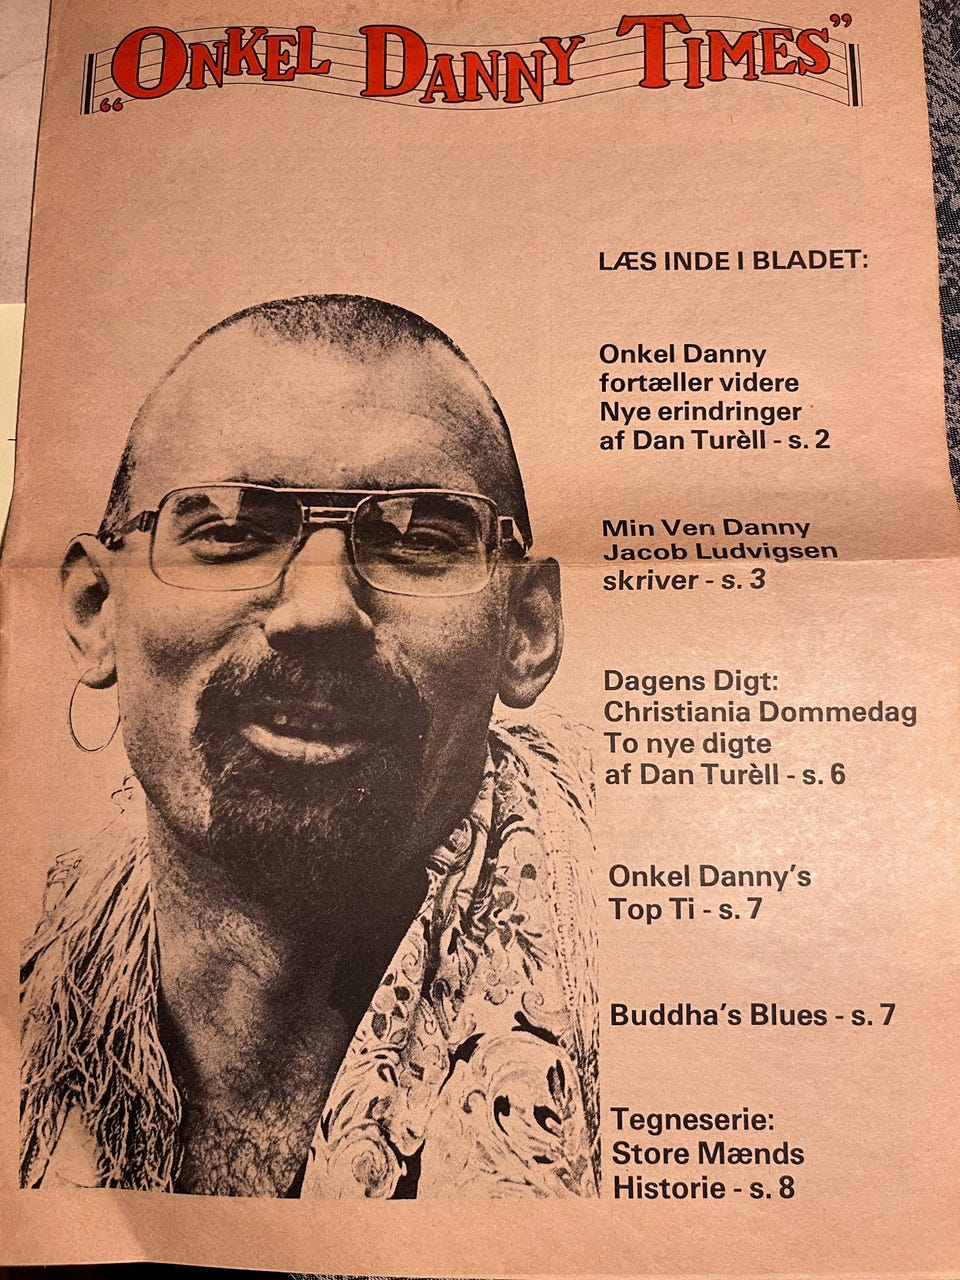 “ONKEL DANNY TIMES”
LÆS INDE I BLADET:
Onkel Danny
fortæller videre
Nye erindringer
af Dan Turèll - s. 2
Min Ven Danny
Jacob Ludvigsen
skriver - s. 3
Dagens Digt:
Christiania Dommedag
To nye digte
af Dan Turèll - s. 6
Onkel Danny’s
Top Ti - s. 7
Buddha’s Blues - s. 7
Tegneserie:
Store Mænds
Historie - s. 8